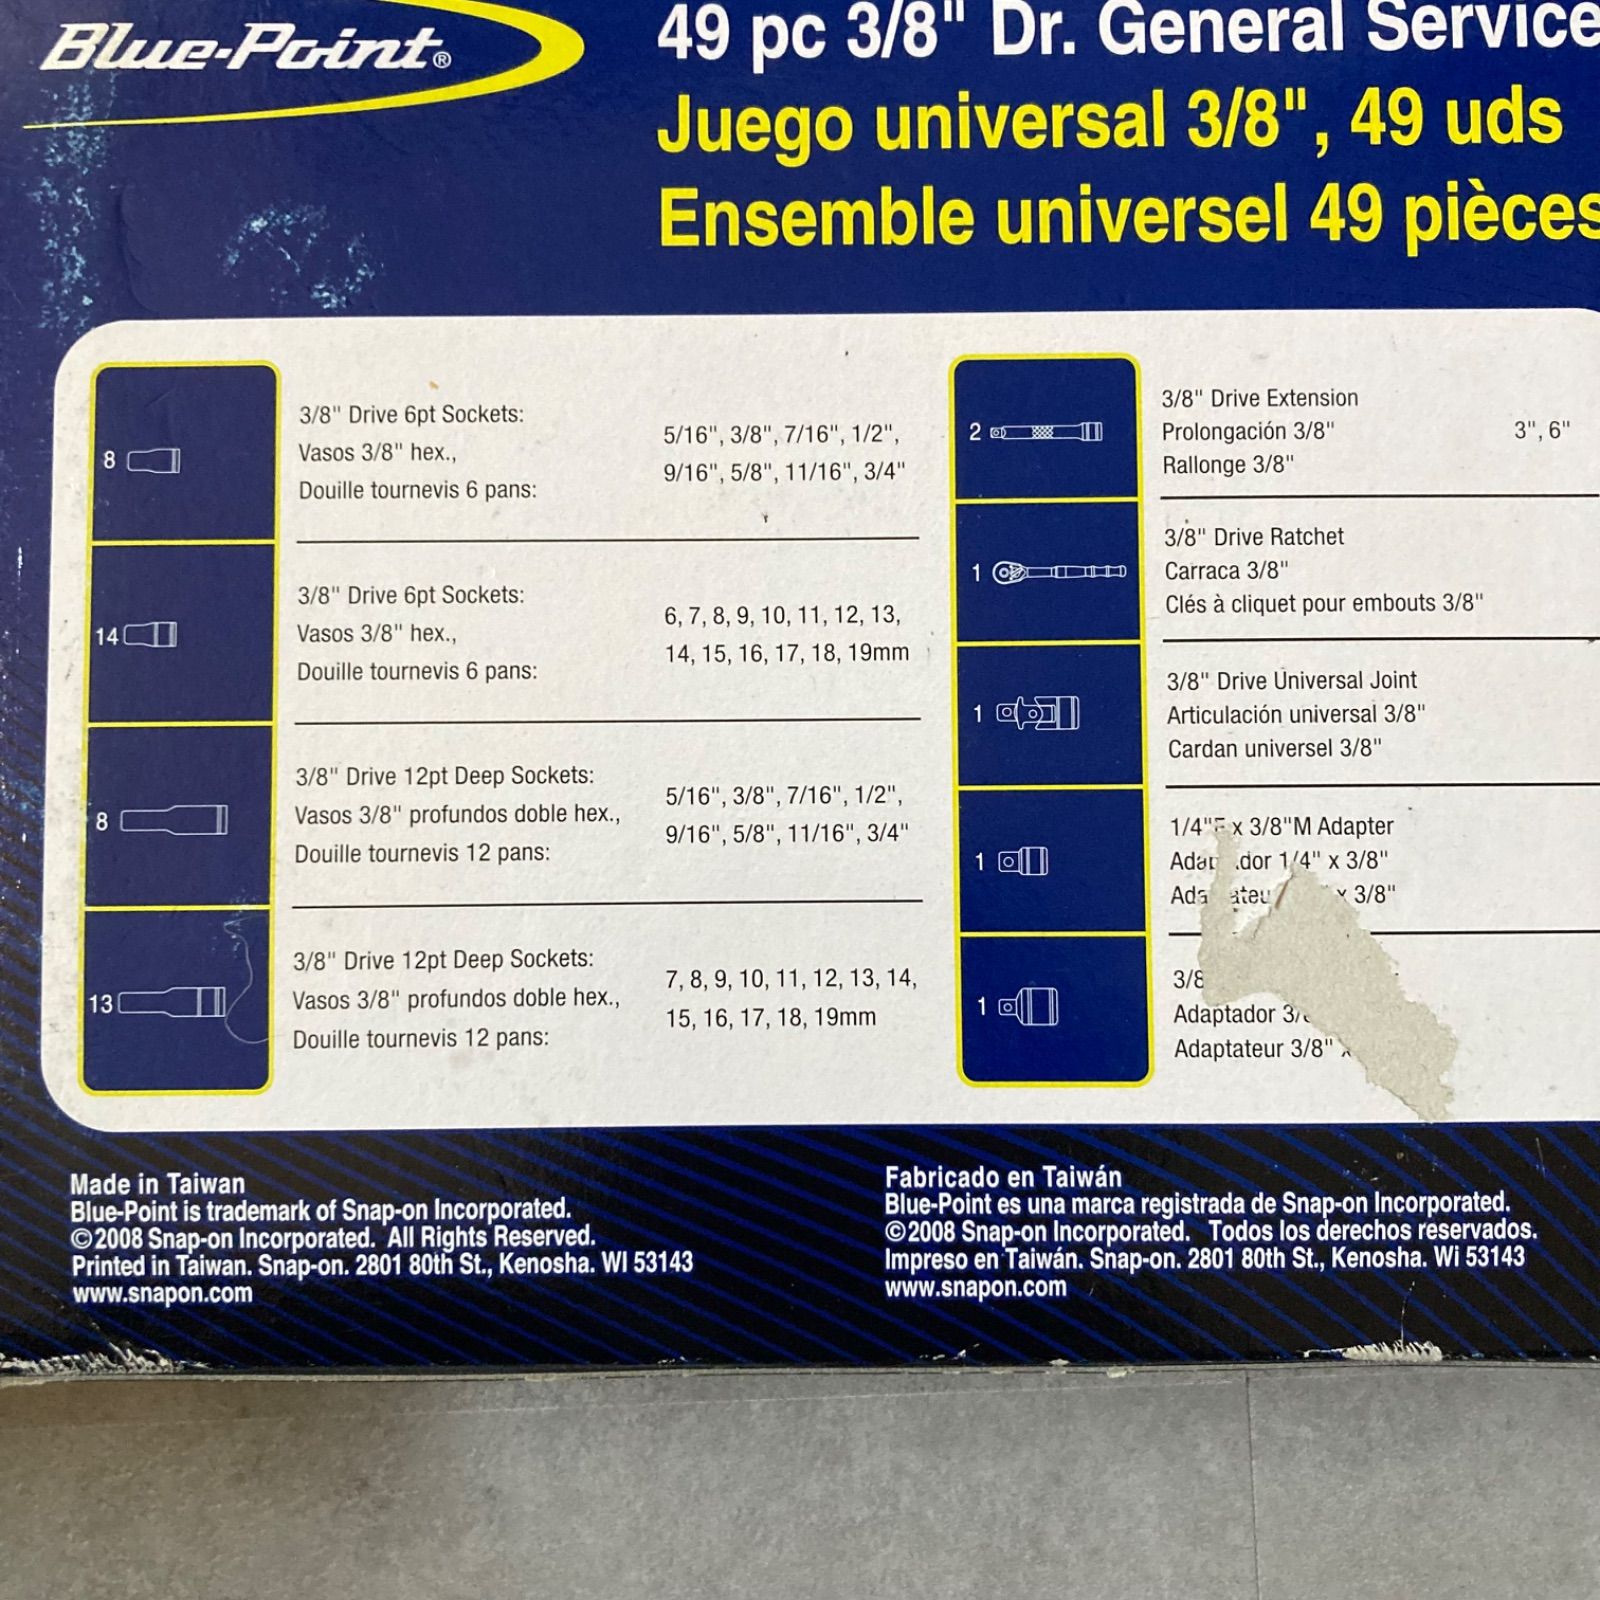 Blue-Point®
49 pc 3/8" Dr. General Service
Juego universal 3/8", 49 uds
Ensemble universel 49 pièces
8
3/8" Drive 6pt Sockets:
Vasos 3/8" hex.,
Douille tournevis 6 pans:
5/16", 3/8", 7/16", 1/2",
9/16", 5/8", 11/16", 3/4"
14
3/8" Drive 6pt Sockets:
Vasos 3/8" hex.,
Douille tournevis 6 pans:
6, 7, 8, 9, 10, 11, 12, 13,
14, 15, 16, 17, 18, 19mm
8
3/8" Drive 12pt Deep Sockets:
Vasos 3/8" profundos doble hex.,
Douille tournevis 12 pans:
5/16", 3/8", 7/16", 1/2",
9/16", 5/8", 11/16", 3/4"
13
3/8" Drive 12pt Deep Sockets:
Vasos 3/8" profundos doble hex.,
Douille tournevis 12 pans:
7, 8, 9, 10, 11, 12, 13, 14,
15, 16, 17, 18, 19mm
2
3/8" Drive Extension
Prolongación 3/8"
Rallonge 3/8"
3", 6"
1
3/8" Drive Ratchet
Carraca 3/8"
Clés à cliquet pour embouts 3/8"
1
3/8" Drive Universal Joint
Articulación universal 3/8"
Cardan universel 3/8"
1
1/4"F x 3/8"M Adapter
1/4" x 3/8"
x 3/8"
1
3/8
Adaptador
Adaptateur 3/8"
Made in Taiwan
Blue-Point is trademark of Snap-on Incorporated.
©2008 Snap-on Incorporated. All Rights Reserved.
Printed in Taiwan. Snap-on. 2801 80th St., Kenosha. WI 53143
www.snapon.com
Fabricado en Taiwán
Blue-Point es una marca registrada de Snap-on Incorporated.
©2008 Snap-on Incorporated. Todos los derechos reservados.
Impreso en Taiwán. Snap-on. 2801 80th St., Kenosha. Wi 53143
www.snapon.com